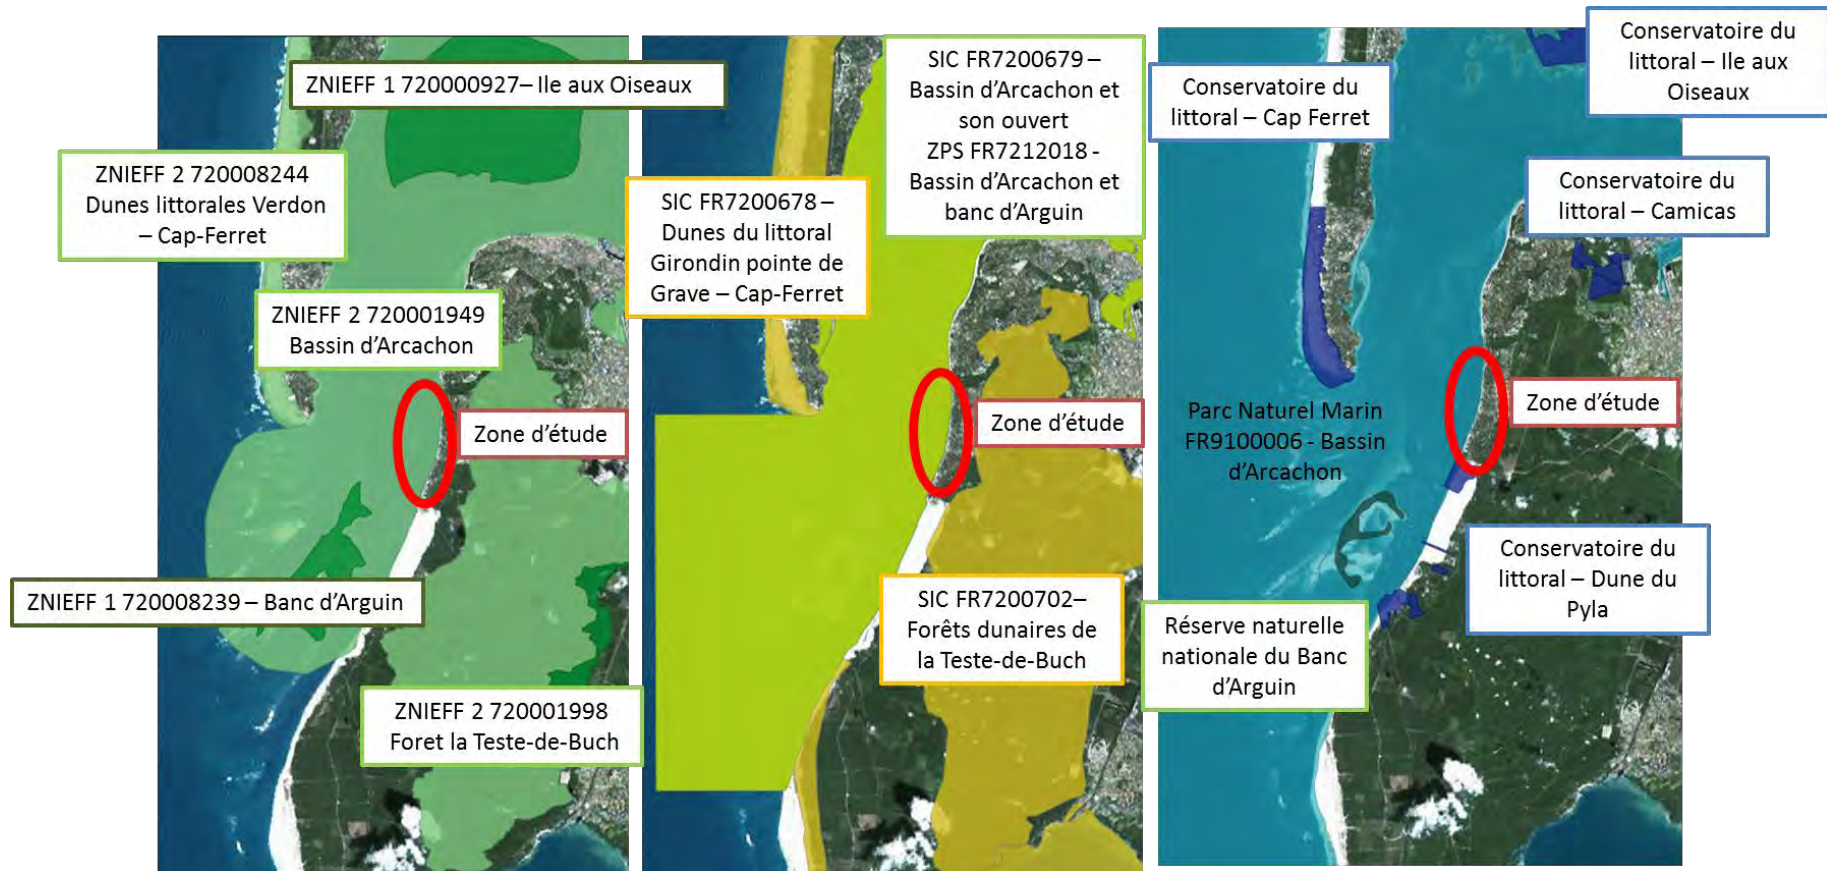 ZNIEFF 1 720000927– Ile aux Oiseaux
ZNIEFF 2 720008244
Dunes littorales Verdon
– Cap-Ferret
ZNIEFF 2 720001949
Bassin d'Arcachon
Zone d'étude
ZNIEFF 1 720008239 – Banc d'Arguin
ZNIEFF 2 720001998
Foret la Teste-de-Buch
SIC FR7200679 –
Bassin d'Arcachon et
son ouvert
ZPS FR7212018 -
Bassin d'Arcachon et
banc d'Arguin
SIC FR7200678 –
Dunes du littoral
Girondin pointe de
Grave – Cap-Ferret
Zone d'étude
SIC FR7200702–
Forêts dunaires de
la Teste-de-Buch
Conservatoire du
littoral – Ile aux
Oiseaux
Conservatoire du
littoral – Cap Ferret
Conservatoire du
littoral – Camicas
Zone d'étude
Parc Naturel Marin
FR9100006 - Bassin
d'Arcachon
Conservatoire du
littoral – Dune du
Pyla
Réserve naturelle
nationale du Banc
d'Arguin